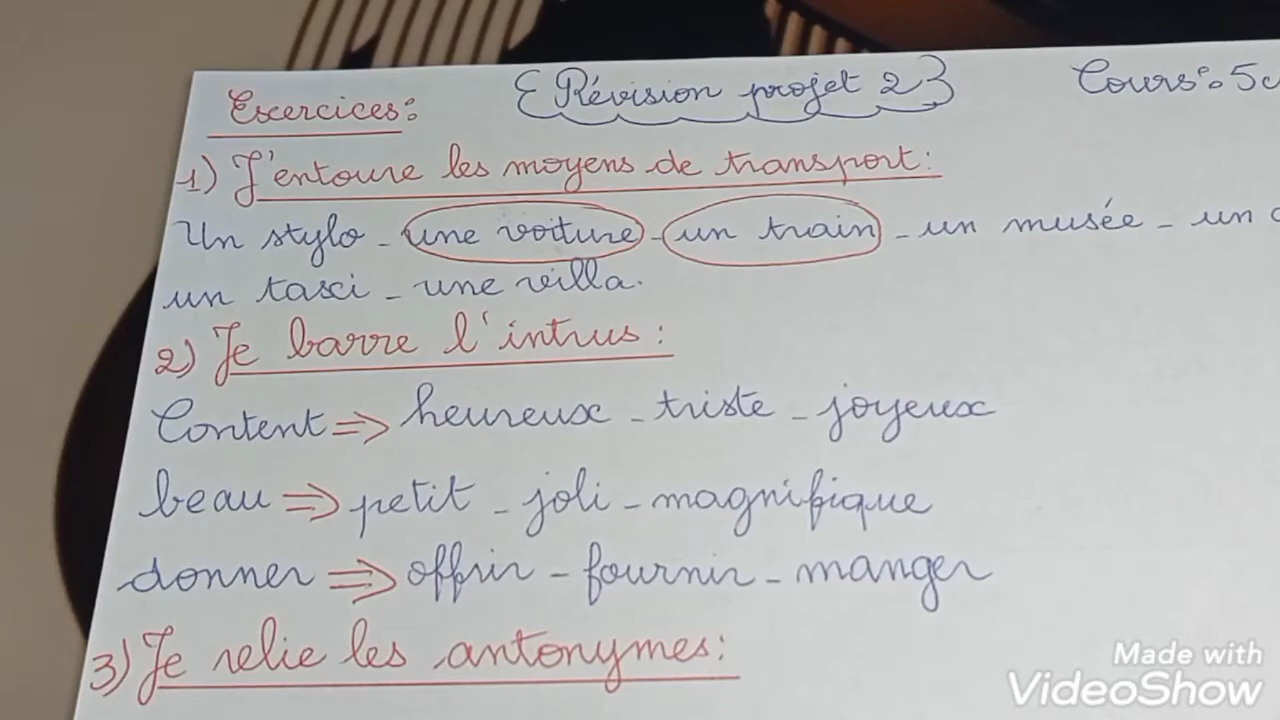 Excercices:
{ Révision projet 2 }
Cours: 5
1) J'entoure les moyens de transport:
Un stylo - une voiture - un train - un musée - un
un taxi - une villa.
2) Je barre l'intrus:
Content ⇒ heureux - triste - joyeux
beau ⇒ petit - joli - magnifique
donner ⇒ offrir - fournir - manger
3) Je relie les antonymes:
Made with
VideoShow